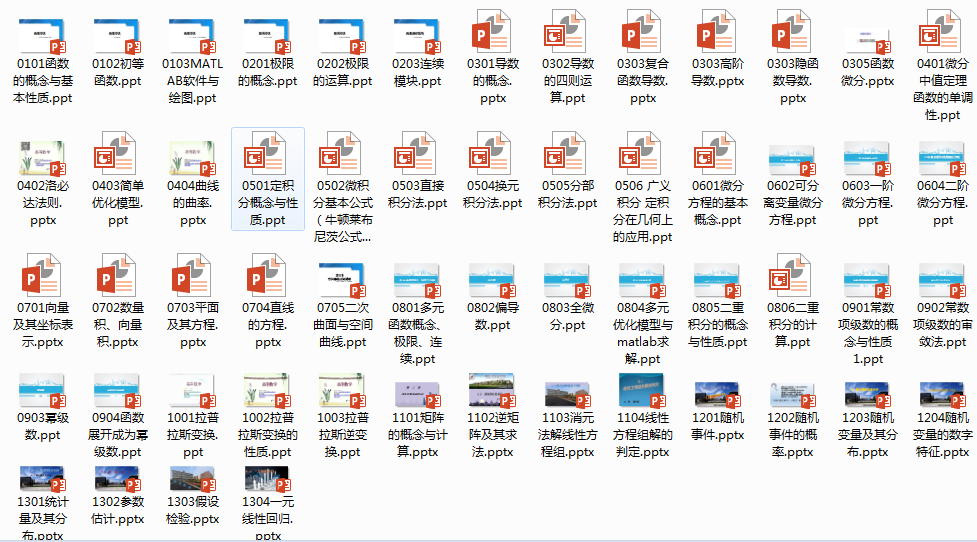 0101函数
的概念与基
本性质.ppt
0102初等
函数.ppt
0103MATL
AB软件与
绘图.ppt
0201极限
的概念.ppt
0202极限
的运算.ppt
0203连续
模块.ppt
0301导数
的概念.
pptx
0302导数
的四则运
算.ppt
0303复合
函数导数.
pptx
0303高阶
导数.pptx
0303隐函
数导数.
pptx
0305函数
微分.pptx
0401微分
中值定理
函数的单调
性.ppt
0402洛必
达法则.
pptx
0403简单
优化模型.
ppt
0404曲线
的曲率.
pptx
0501定积
分概念与性
质.ppt
0502微积
分基本公式
（牛顿莱布
尼茨公式...
0503直接
积分法.ppt
0504换元
积分法.ppt
0505分部
积分法.ppt
0506 广义
积分 定积
分在几何上
的应用.ppt
0601微分
方程的基本
概念.ppt
0602可分
离变量微分
方程.ppt
0603一阶
微分方程.
ppt
0604二阶
微分方程.
ppt
0701向量
及其坐标表
示.pptx
0702数量
积、向量
积.pptx
0703平面
及其方程.
pptx
0704直线
的方程.
pptx
0705二次
曲面与空间
曲线.ppt
0801多元
函数概念、
极限、连
续.ppt
0802偏导
数.ppt
0803全微
分.ppt
0804多元
优化模型与
matlab求
解.ppt
0805二重
积分的概念
与性质.ppt
0806二重
积分的计
算.ppt
0901常数
项级数的概
念与性质
1.ppt
0902常数
项级数的审
敛法.ppt
0903幂级
数.ppt
0904函数
展开成为幂
级数.ppt
1001拉普
拉斯变换.
ppt
1002拉普
拉斯变换的
性质.ppt
1003拉普
拉斯逆变
换.ppt
1101矩阵
的概念与计
算.pptx
1102逆矩
阵及其求
法.pptx
1103消元
法解线性方
程组.pptx
1104线性
方程组解的
判定.pptx
1201随机
事件.pptx
1202随机
事件的概
率.pptx
1203随机
变量及其分
布.pptx
1204随机
变量的数字
特征.pptx
1301统计
量及其分
布.pptx
1302参数
估计.pptx
1303假设
检验.pptx
1304一元
线性回归.
pptx